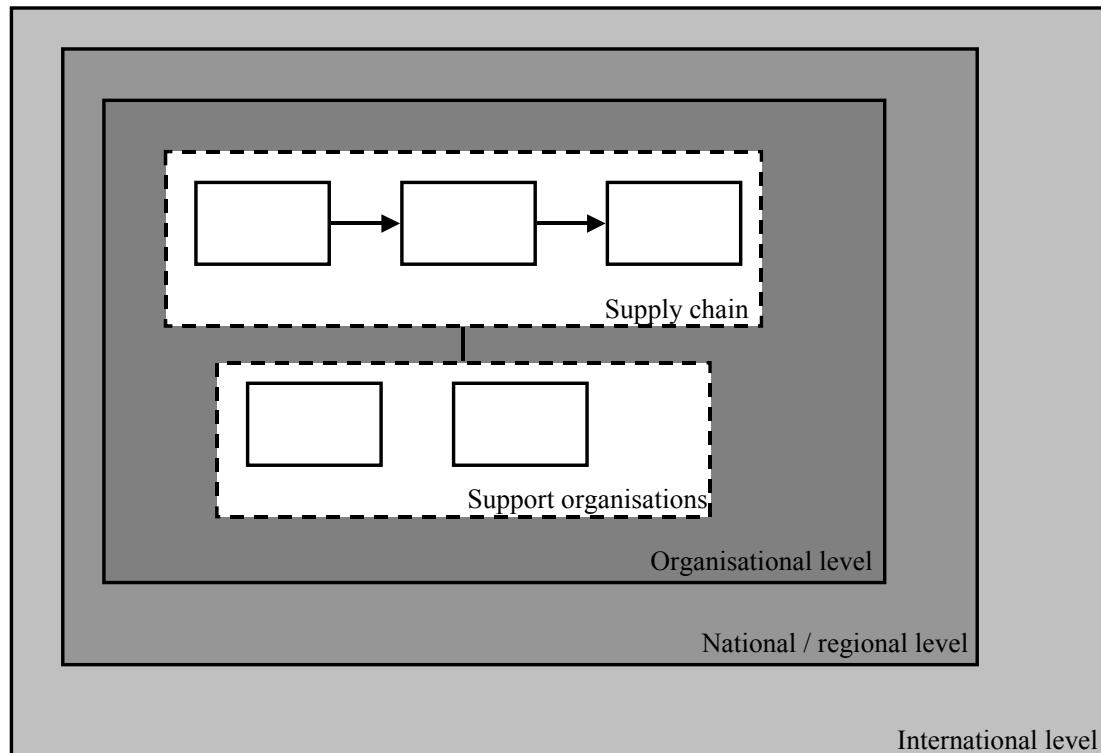 Supply chain
Support organisations
Organisational level
National / regional level
International level